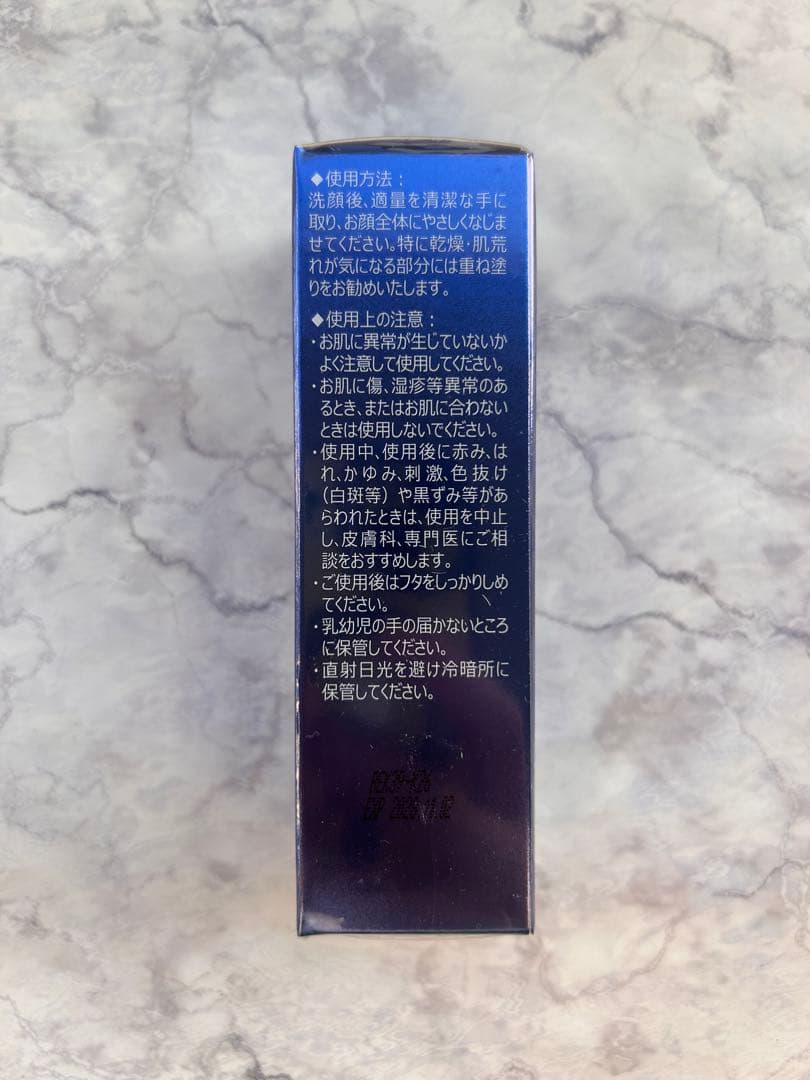 ◆使用方法：
洗顔後、適量を清潔な手に
取り、お顔全体にやさしくなじま
せてください。特に乾燥・肌荒
れが気になる部分には重ね塗
りをお勧めいたします。
◆使用上の注意：
・お肌に異常が生じていないか
よく注意して使用してください。
・お肌に傷、湿疹等異常のあ
るとき、またはお肌に合わない
ときは使用しないでください。
・使用中、使用後に赤み、は
れ、かゆみ、刺激、色抜け
（白斑等）や黒ずみ等があ
らわれたときは、使用を中止
し、皮膚科、専門医にご相
談をおすすめします。
・ご使用後はフタをしっかりしめ
てください。
・乳幼児の手の届かないところ
に保管してください。
・直射日光を避け冷暗所に
保管してください。
EXP